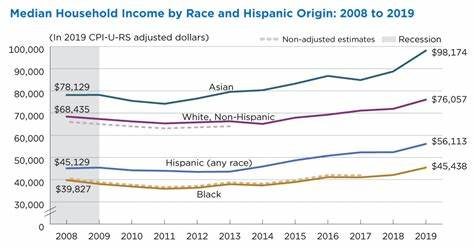 Median Household Income by Race and Hispanic Origin: 2008 to 2019
(In 2019 CPI-U-RS adjusted dollars)
Non-adjusted estimates
Recession
100,000
$98,174
90,000
80,000
$78,129
Asian
$76,057
70,000
$68,435
White, Non-Hispanic
60,000
$56,113
50,000
$45,129
Hispanic (any race)
$45,438
40,000
$39,827
Black
30,000
0
2008 2009 2010 2011 2012 2013 2014 2015 2016 2017 2018 2019